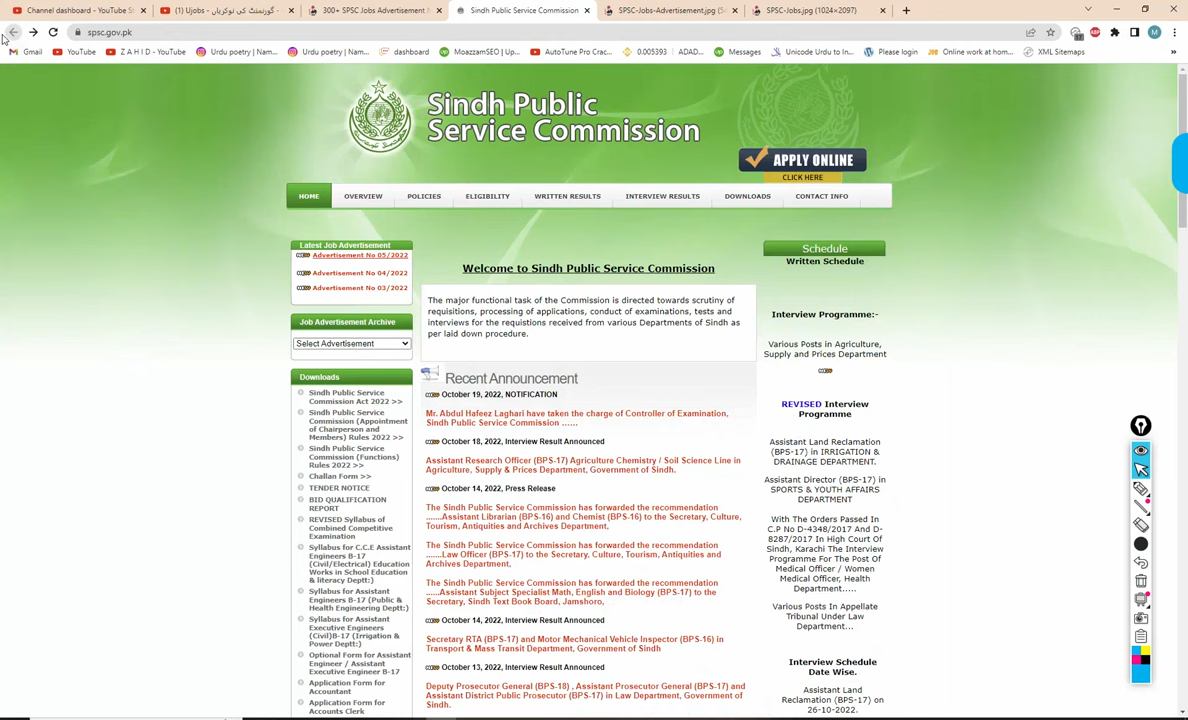 Channel dashboard - YouTube St
(1) Ujobs - گورنمنٹ کی نوکریاں
300+ SPSC Jobs Advertisement N
Sindh Public Service Commission
SPSC-Jobs-Advertisement.jpg (54
SPSC-Jobs.jpg (1024×2097)
spsc.gov.pk
Gmail
YouTube
Z A H I D - YouTube
Urdu poetry | Nam...
Urdu poetry | Nam...
dashboard
MoazzamSEO | Up...
AutoTune Pro Crac...
0.005393 | ADAD...
Messages
Unicode Urdu to In...
Please login
Online work at hom...
XML Sitemaps
Sindh Public
Service Commission
APPLY ONLINE
CLICK HERE
HOME
OVERVIEW
POLICIES
ELIGIBILITY
WRITTEN RESULTS
INTERVIEW RESULTS
DOWNLOADS
CONTACT INFO
Latest Job Advertisement
Advertisement No 05/2022
Advertisement No 04/2022
Advertisement No 03/2022
Job Advertisement Archive
Select Advertisement
Downloads
Sindh Public Service
Commission Act 2022 >>
Sindh Public Service
Commission (Appointment
of Chairperson and
Members) Rules 2022 >>
Sindh Public Service
Commission (Functions)
Rules 2022 >>
Challan Form >>
TENDER NOTICE
BID QUALIFICATION
REPORT
REVISED Syllabus of
Combined Competitive
Examination
Syllabus for C.C.E Assistant
Engineers B-17
(Civil/Electrical) Education
Works in School Education
& literacy Deptt:)
Syllabus for Assistant
Engineers B-17 (Public &
Health Engineering Deptt:)
Syllabus for Assistant
Executive Engineers
(Civil)B-17 (Irrigation &
Power Deptt:)
Optional Form for Assistant
Engineer / Assistant
Executive Engineer B-17
Application Form for
Accountant
Application Form for
Accounts Clerk
Welcome to Sindh Public Service Commission
The major functional task of the Commission is directed towards scrutiny of
requisitions, processing of applications, conduct of examinations, tests and
interviews for the requistions received from various Departments of Sindh as
per laid down procedure.
Recent Announcement
October 19, 2022, NOTIFICATION
Mr. Abdul Hafeez Laghari have taken the charge of Controller of Examination,
Sindh Public Service Commission ......
October 18, 2022, Interview Result Announced
Assistant Research Officer (BPS-17) Agriculture Chemistry / Soil Science Line in
Agriculture, Supply & Prices Department, Government of Sindh.
October 14, 2022, Press Release
The Sindh Public Service Commission has forwarded the recommendation
.......Assistant Librarian (BPS-16) and Chemist (BPS-16) to the Secretary, Culture,
Tourism, Antiquities and Archives Department,
The Sindh Public Service Commission has forwarded the recommendation
.......Law Officer (BPS-17) to the Secretary, Culture, Tourism, Antiquities and
Archives Department,
The Sindh Public Service Commission has forwarded the recommendation
.......Assistant Subject Specialist Math, English and Biology (BPS-17) to the
Secretary, Sindh Text Book Board, Jamshoro,
October 14, 2022, Interview Result Announced
Secretary RTA (BPS-17) and Motor Mechanical Vehicle Inspector (BPS-16) in
Transport & Mass Transit Department, Government of Sindh
October 13, 2022, Interview Result Announced
Deputy Prosecutor General (BPS-18) , Assistant Prosecutor General (BPS-17) and
Assistant District Public Prosecutor (BPS-17) in Law Department, Government of
Sindh.
Schedule
Written Schedule
Interview Programme:-
Various Posts in Agriculture,
Supply and Prices Department
REVISED Interview
Programme
Assistant Land Reclamation
(BPS-17) in IRRIGATION &
DRAINAGE DEPARTMENT.
Assistant Director (BPS-17) in
SPORTS & YOUTH AFFAIRS
DEPARTMENT
With The Orders Passed In
C.P No D-4348/2017 And D-
8287/2017 In High Court Of
Sindh, Karachi The Interview
Programme For The Post Of
Medical Officer / Women
Medical Officer, Health
Department.....
Various Posts In Appellate
Tribunal Under Law
Department...
Interview Schedule
Date Wise.
Assistant Land
Reclamation (BPS-17) on
26-10-2022.